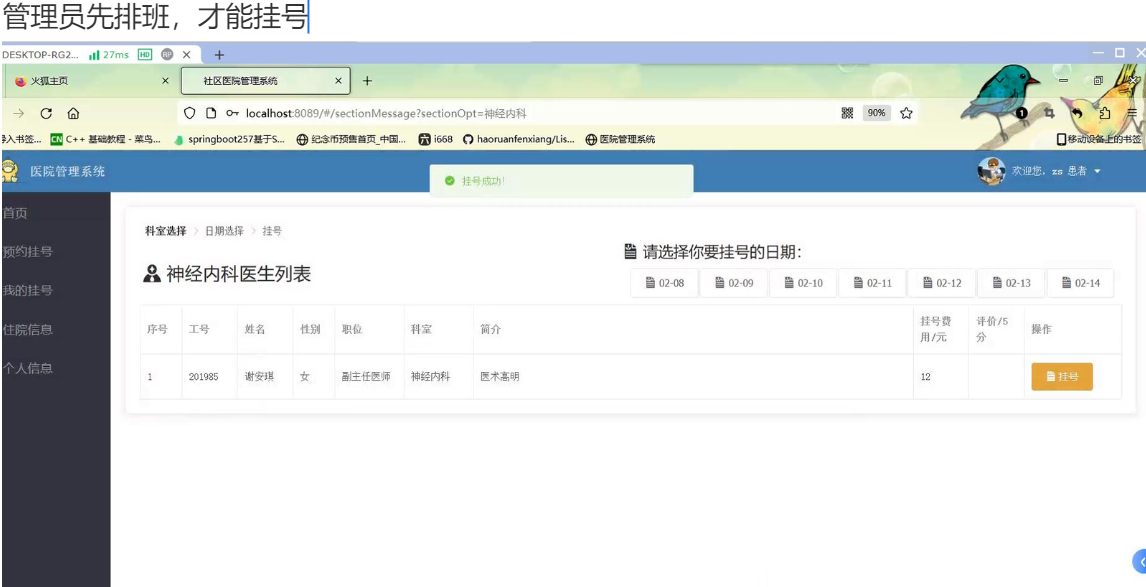 管理员先排班，才能挂号
DESKTOP-RG2... 27ms HD
火狐主页 社区医院管理系统
localhost:8089/#/sectionMessage?sectionOpt=神经内科 90%
入书签... CN C++ 基础教程 - 菜鸟... springboot257基于S... 纪念币预售首页_中国... i668 haoruanfenxiang/Lis... 医院管理系统 移动设备上的书签
医院管理系统 挂号成功! 欢迎您，zs 患者
首页
预约挂号
我的挂号
住院信息
个人信息
科室选择 > 日期选择 > 挂号
请选择你要挂号的日期：
神经内科医生列表
02-08 02-09 02-10 02-11 02-12 02-13 02-14
序号 工号 姓名 性别 职位 科室 简介 挂号费用/元 评价/5分 操作
1 201985 谢安琪 女 副主任医师 神经内科 医术高明 12 挂号